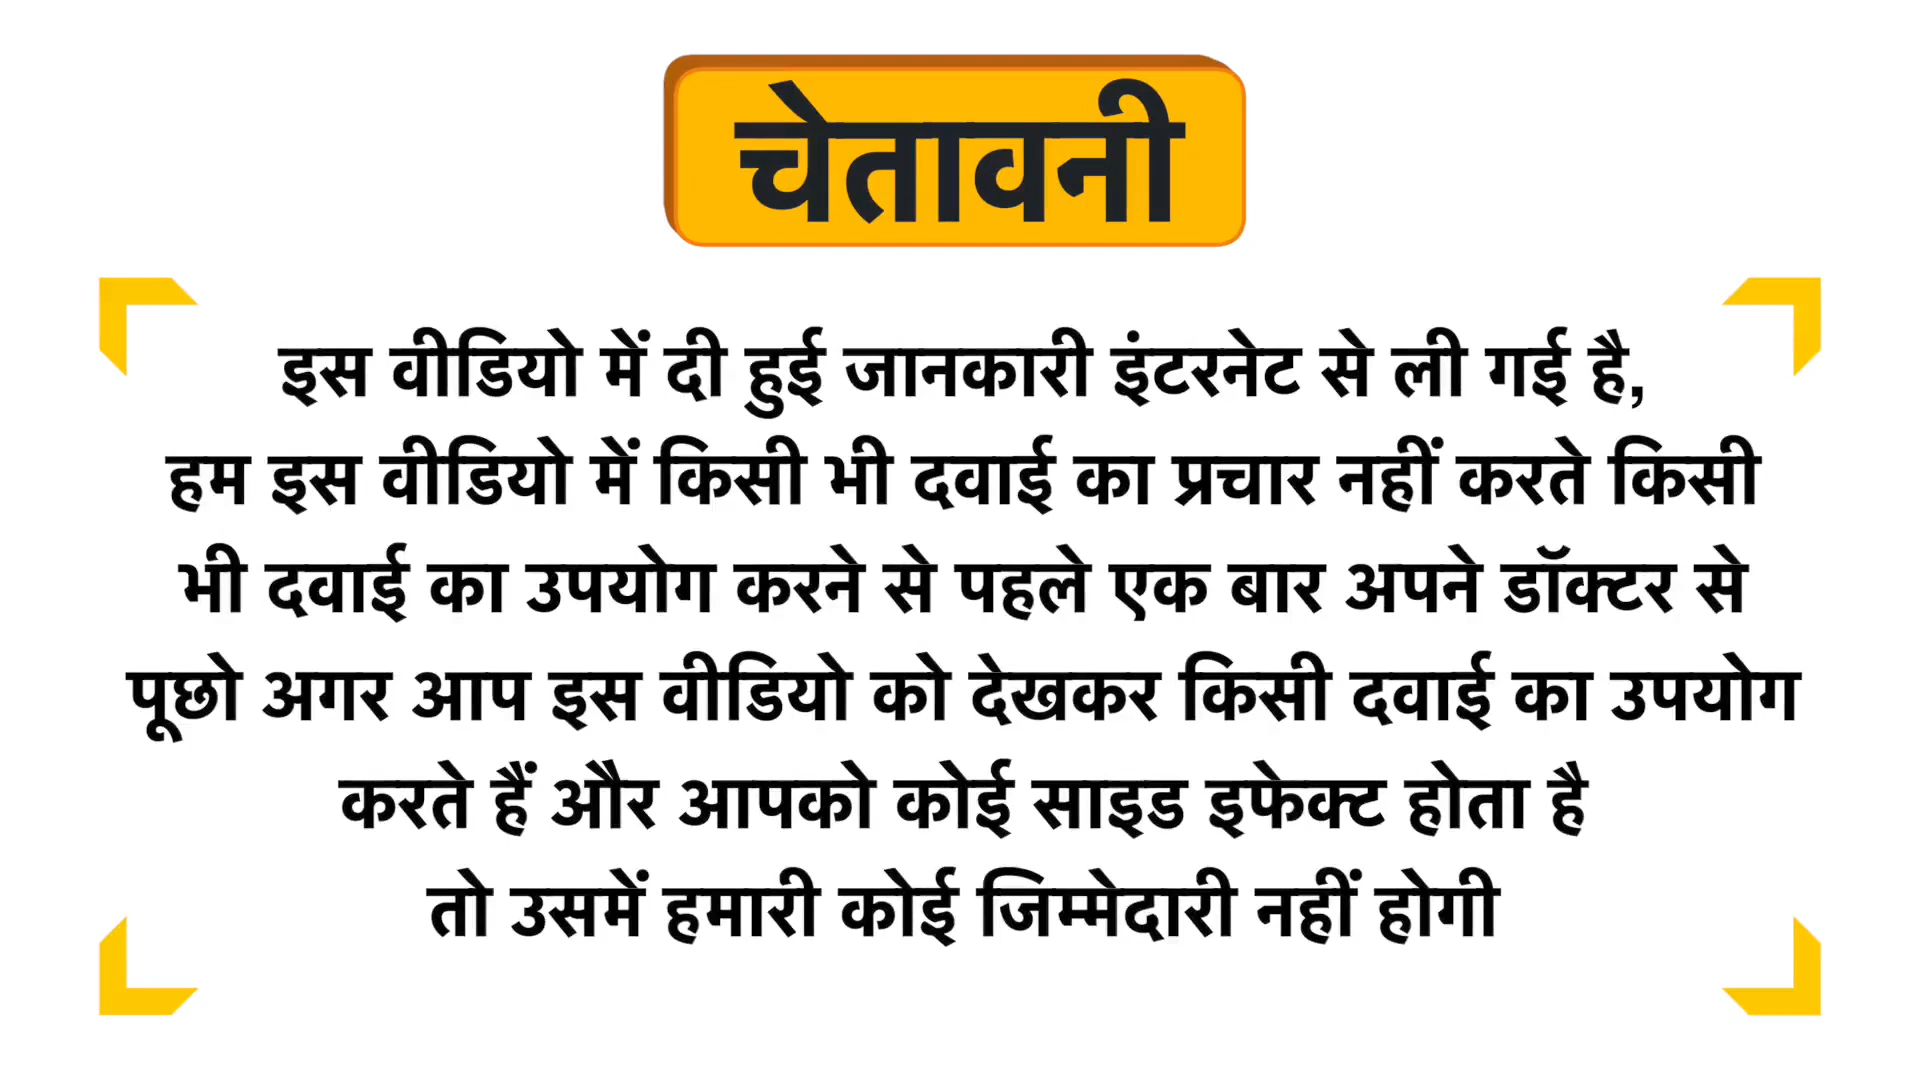 चेतावनी
इस वीडियो में दी हुई जानकारी इंटरनेट से ली गई है,
हम इस वीडियो में किसी भी दवाई का प्रचार नहीं करते किसी
भी दवाई का उपयोग करने से पहले एक बार अपने डॉक्टर से
पूछो अगर आप इस वीडियो को देखकर किसी दवाई का उपयोग
करते हैं और आपको कोई साइड इफेक्ट होता है
तो उसमें हमारी कोई जिम्मेदारी नहीं होगी